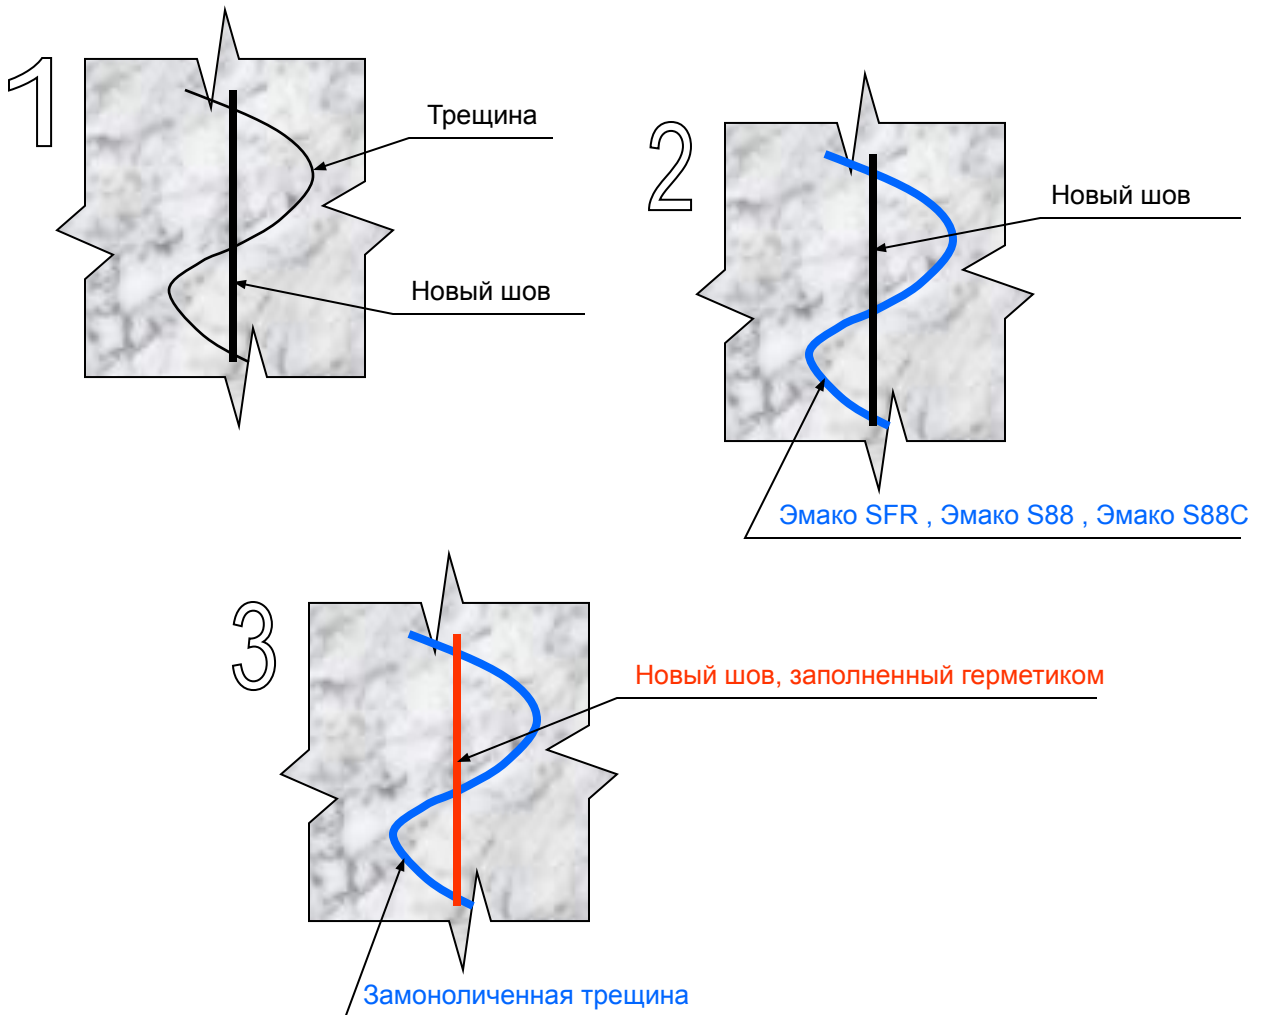 1
Трещина
Новый шов
2
Новый шов
Эмако SFR , Эмако S88 , Эмако S88C
3
Новый шов, заполненный герметиком
Замоноличенная трещина